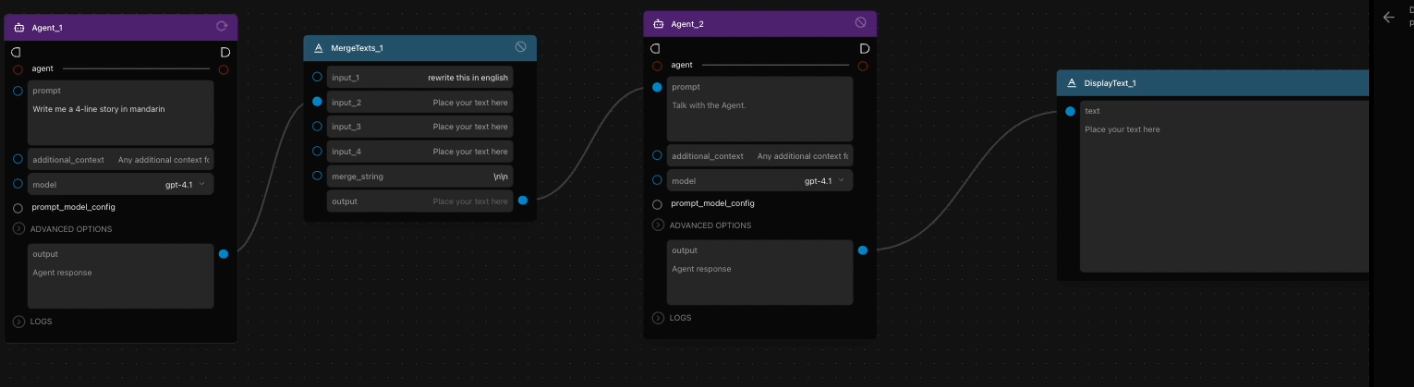 Agent_1
agent
prompt
Write me a 4-line story in mandarin
additional_context Any additional context fo
model gpt-4.1
prompt_model_config
ADVANCED OPTIONS
output
Agent response
LOGS
MergeTexts_1
input_1 rewrite this in english
input_2 Place your text here
input_3 Place your text here
input_4 Place your text here
merge_string \n\n
output Place your text here
Agent_2
agent
prompt
Talk with the Agent.
additional_context Any additional context fo
model gpt-4.1
prompt_model_config
ADVANCED OPTIONS
output
Agent response
LOGS
DisplayText_1
text
Place your text here